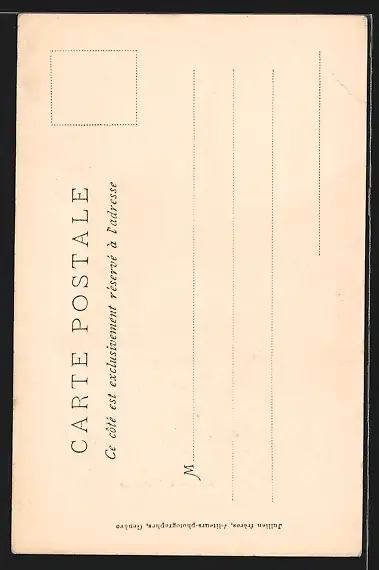 CARTE POSTALE
Ce côté est exclusivement réservé à l'adresse
M
Jullien frères, éditeurs-photographes, Genève